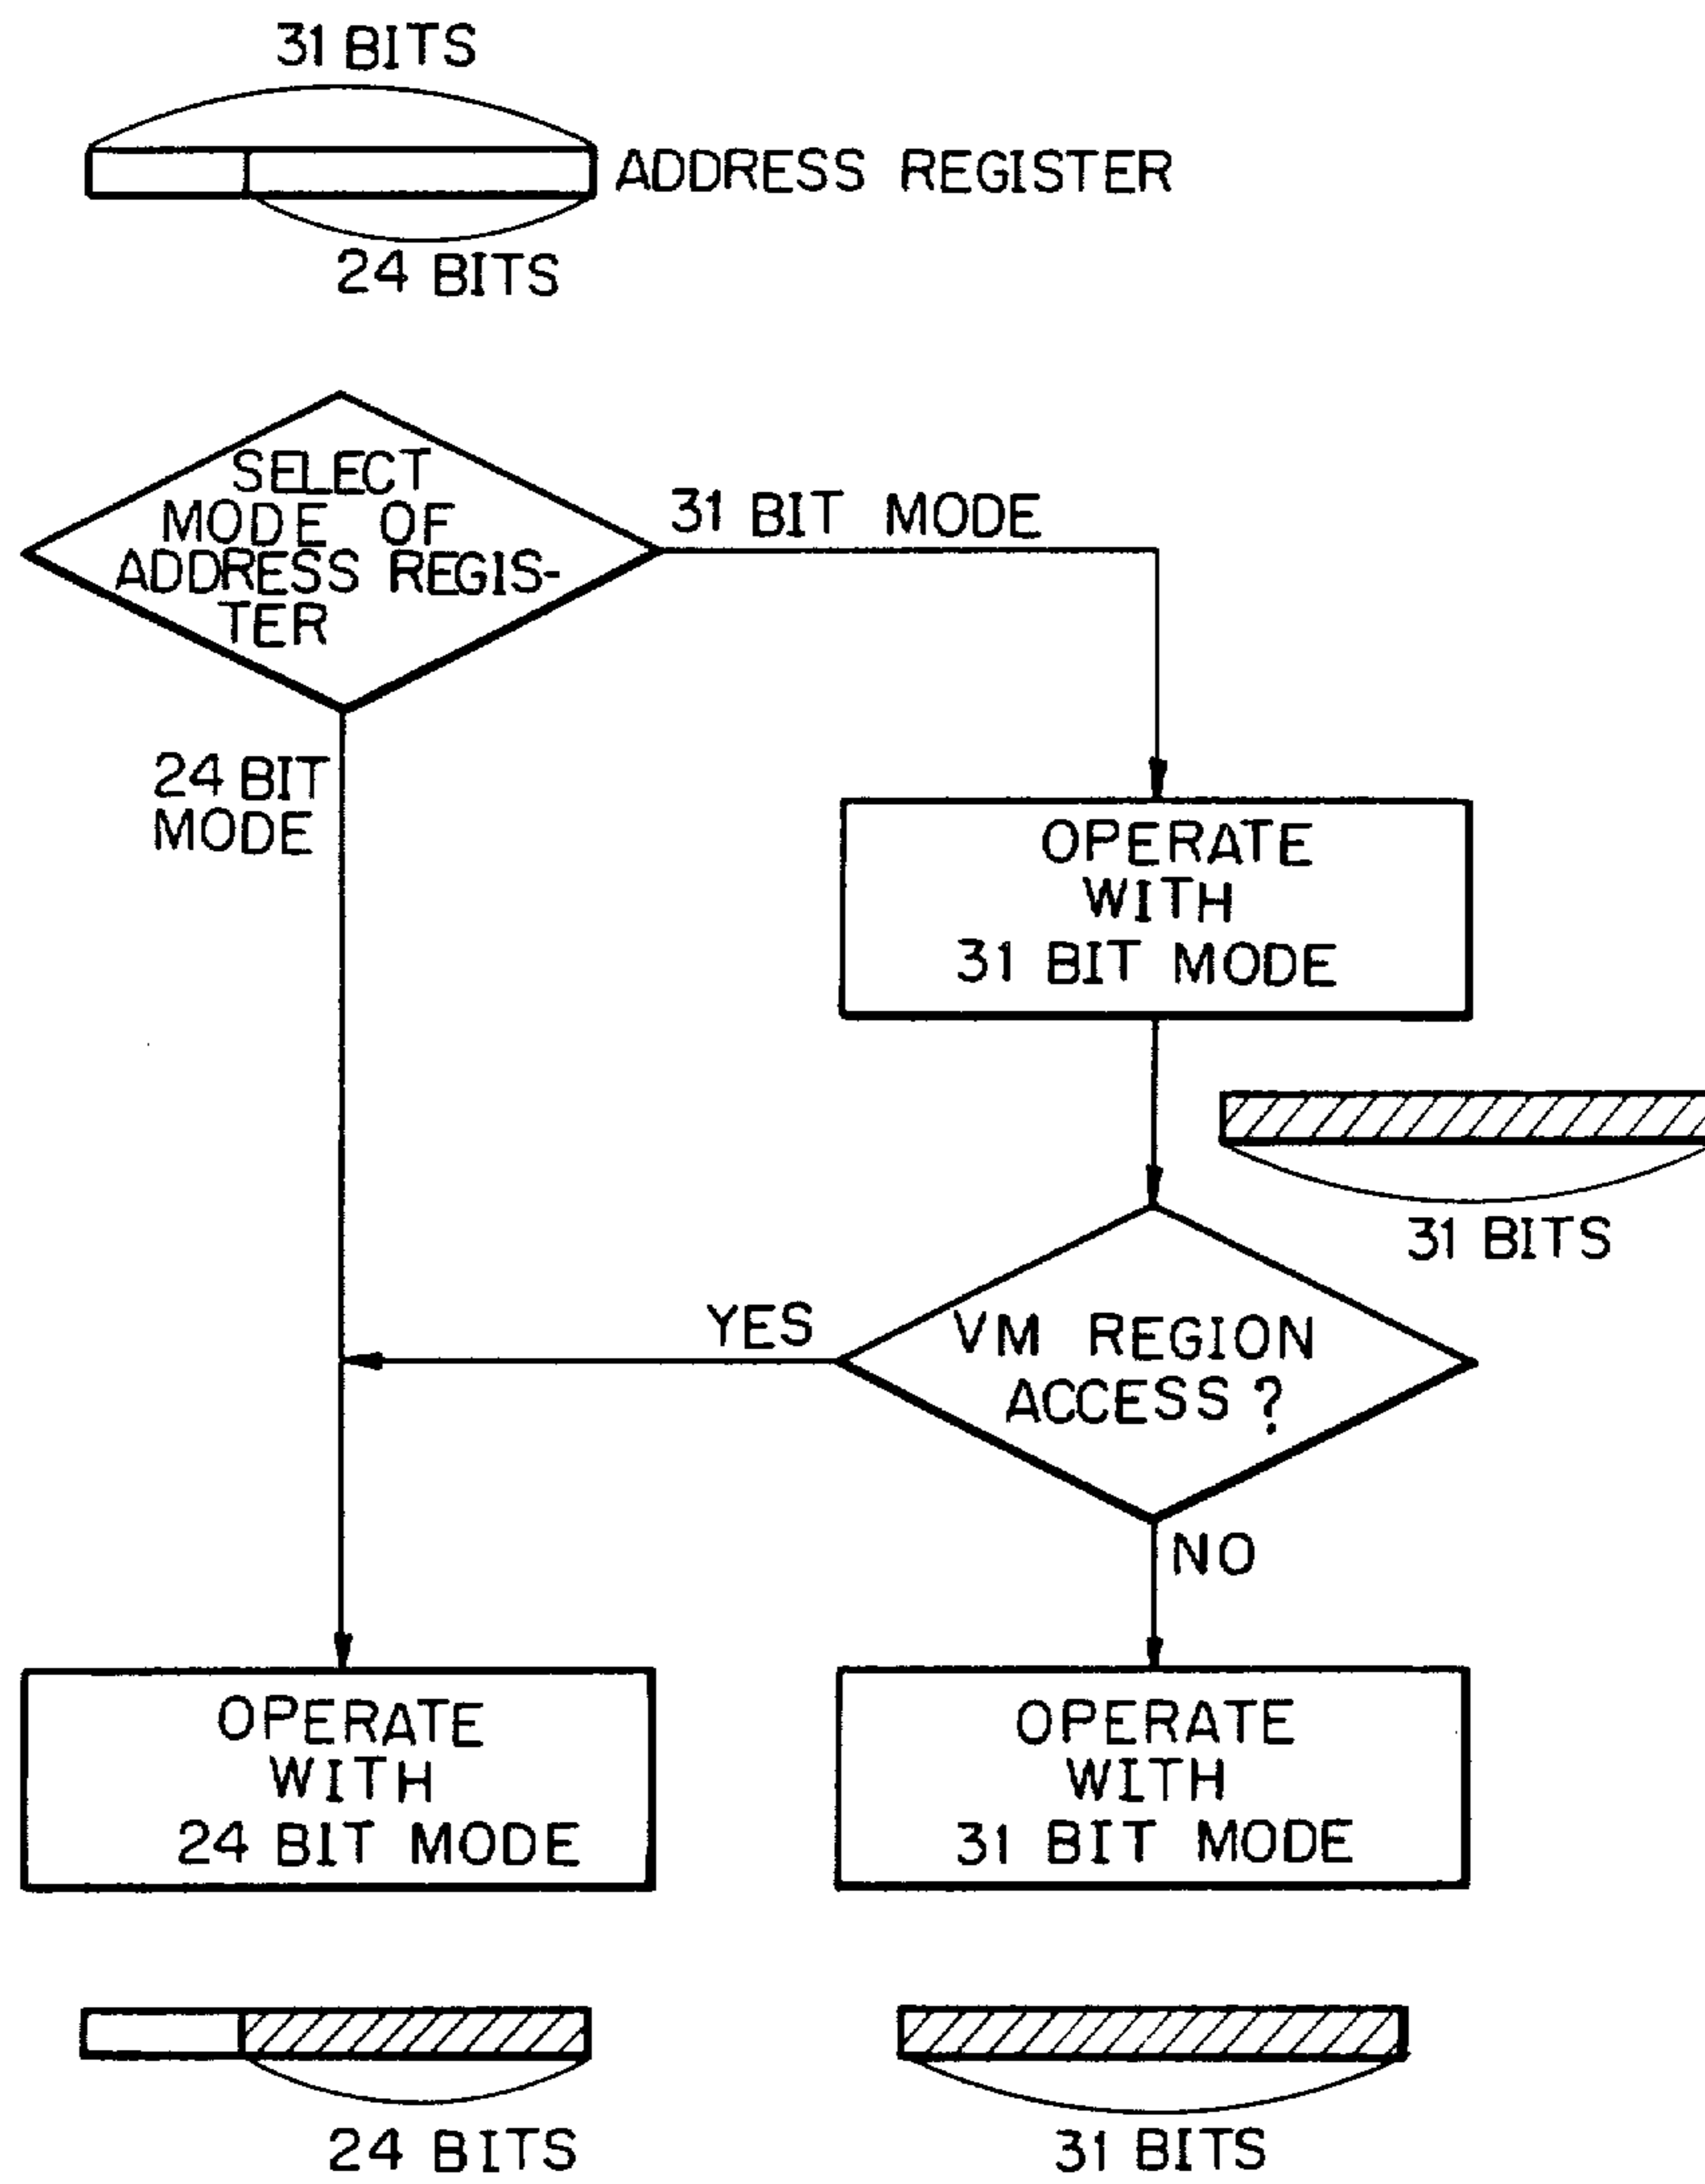 31 BITS
ADDRESS REGISTER
24 BITS
SELECT
MODE OF
ADDRESS REGIS-
TER
31 BIT MODE
24 BIT
MODE
OPERATE
WITH
31 BIT MODE
31 BITS
YES
VM REGION
ACCESS?
NO
OPERATE
WITH
24 BIT MODE
OPERATE
WITH
31 BIT MODE
24 BITS
31 BITS